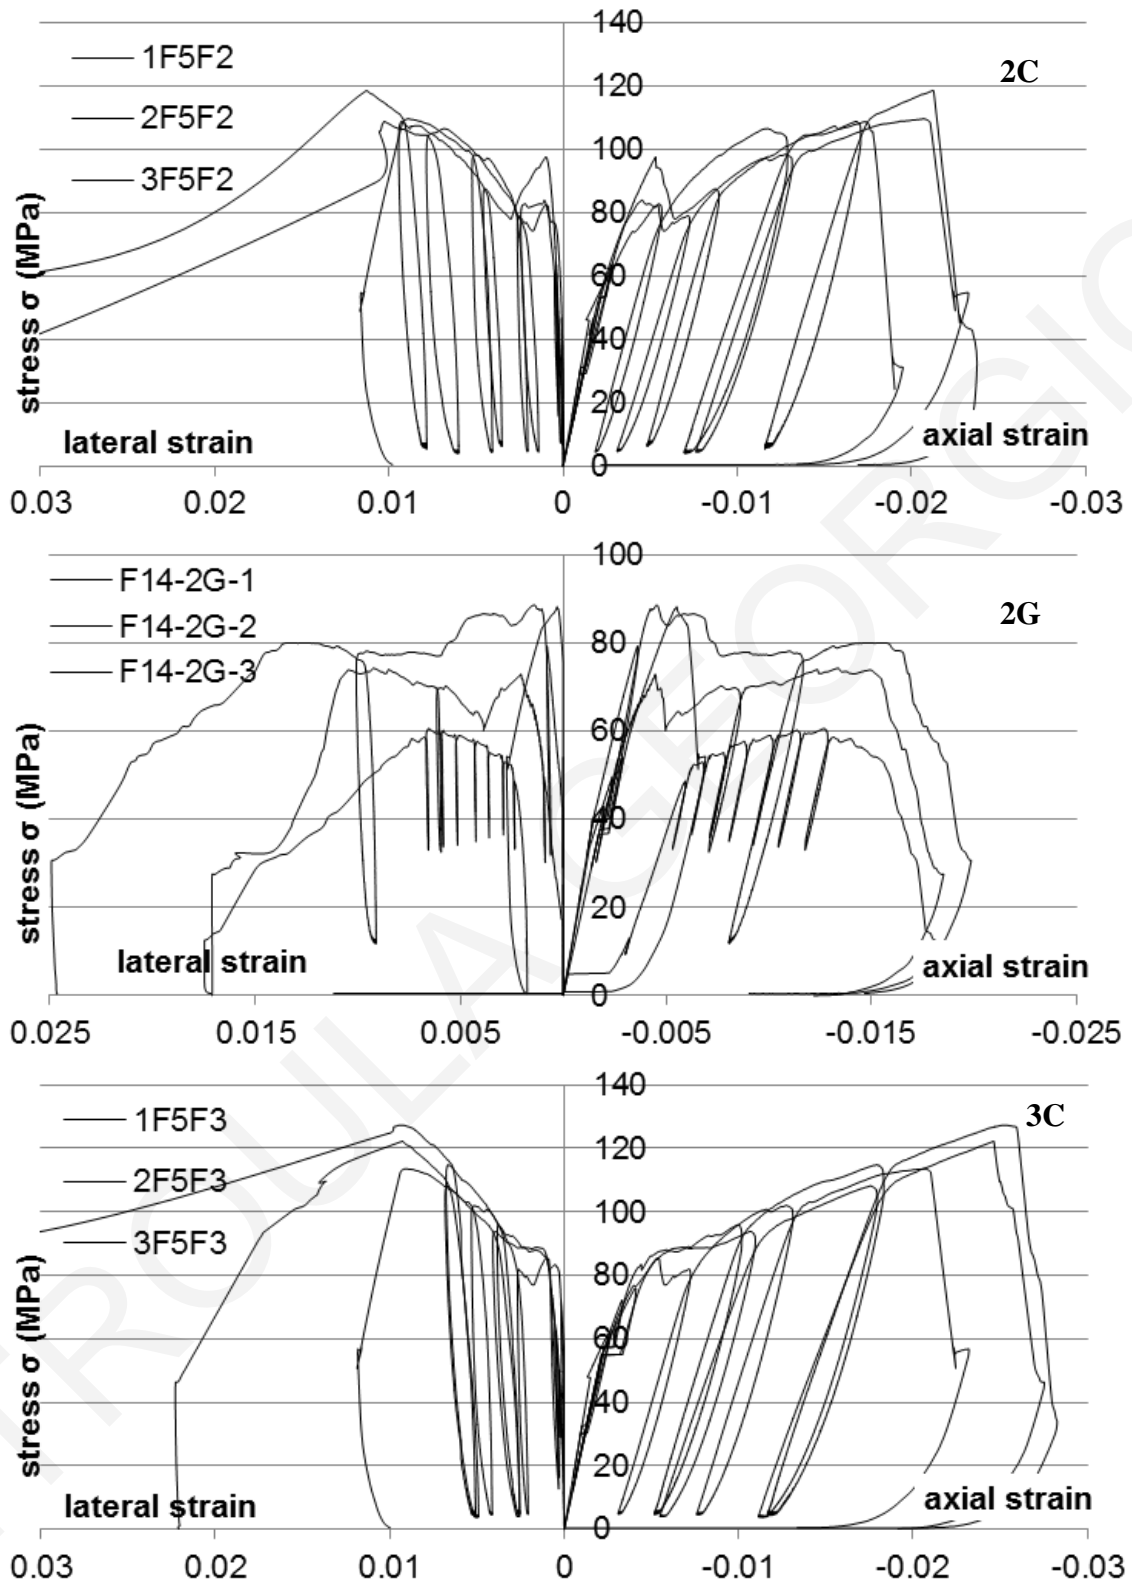 140
1F5F2
120
2C
2F5F2
100
3F5F2
80
stress σ (MPa)
60
40
20
lateral strain
axial strain
0
0.03 0.02 0.01 0 -0.01 -0.02 -0.03
100
F14-2G-1
F14-2G-2
2G
80
F14-2G-3
60
stress σ (MPa)
40
20
lateral strain
axial strain
0
0.025 0.015 0.005 -0.005 -0.015 -0.025
140
1F5F3
3C
120
2F5F3
100
3F5F3
80
stress σ (MPa)
60
40
20
lateral strain
axial strain
0
0.03 0.02 0.01 0 -0.01 -0.02 -0.03